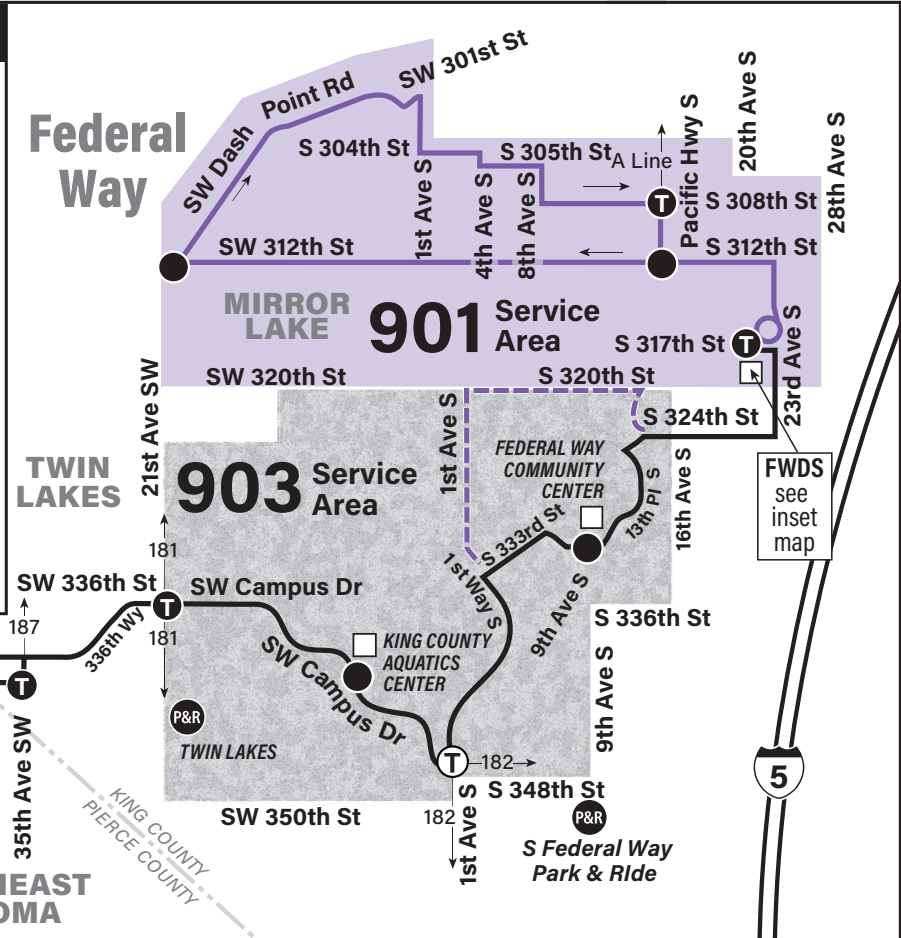 Federal
Way
SW Dash
Point Rd
SW 301st St
S 304th St
S 305th St
A Line
Pacific Hwy S
20th Ave S
28th Ave S
1st Ave S
4th Ave S
8th Ave S
T
S 308th St
SW 312th St
S 312th St
MIRROR
LAKE
901
Service
Area
S 317th St
T
23rd Ave S
SW 320th St
S 320th St
21st Ave SW
1st Ave S
S 324th St
TWIN
LAKES
903
Service
Area
FEDERAL WAY
COMMUNITY
CENTER
13th Pl S
16th Ave S
FWDS
see
inset
map
S 333rd St
1st Way S
9th Ave S
181
SW 336th St
SW Campus Dr
T
187
336th Wy
181
S 336th St
KING COUNTY
AQUATICS
CENTER
SW Campus Dr
T
P&R
TWIN LAKES
9th Ave S
35th Ave SW
T
182
5
S 348th St
KING COUNTY
PIERCE COUNTY
SW 350th St
182
1st Ave S
P&R
S Federal Way
Park & RIde
HEAST
OMA